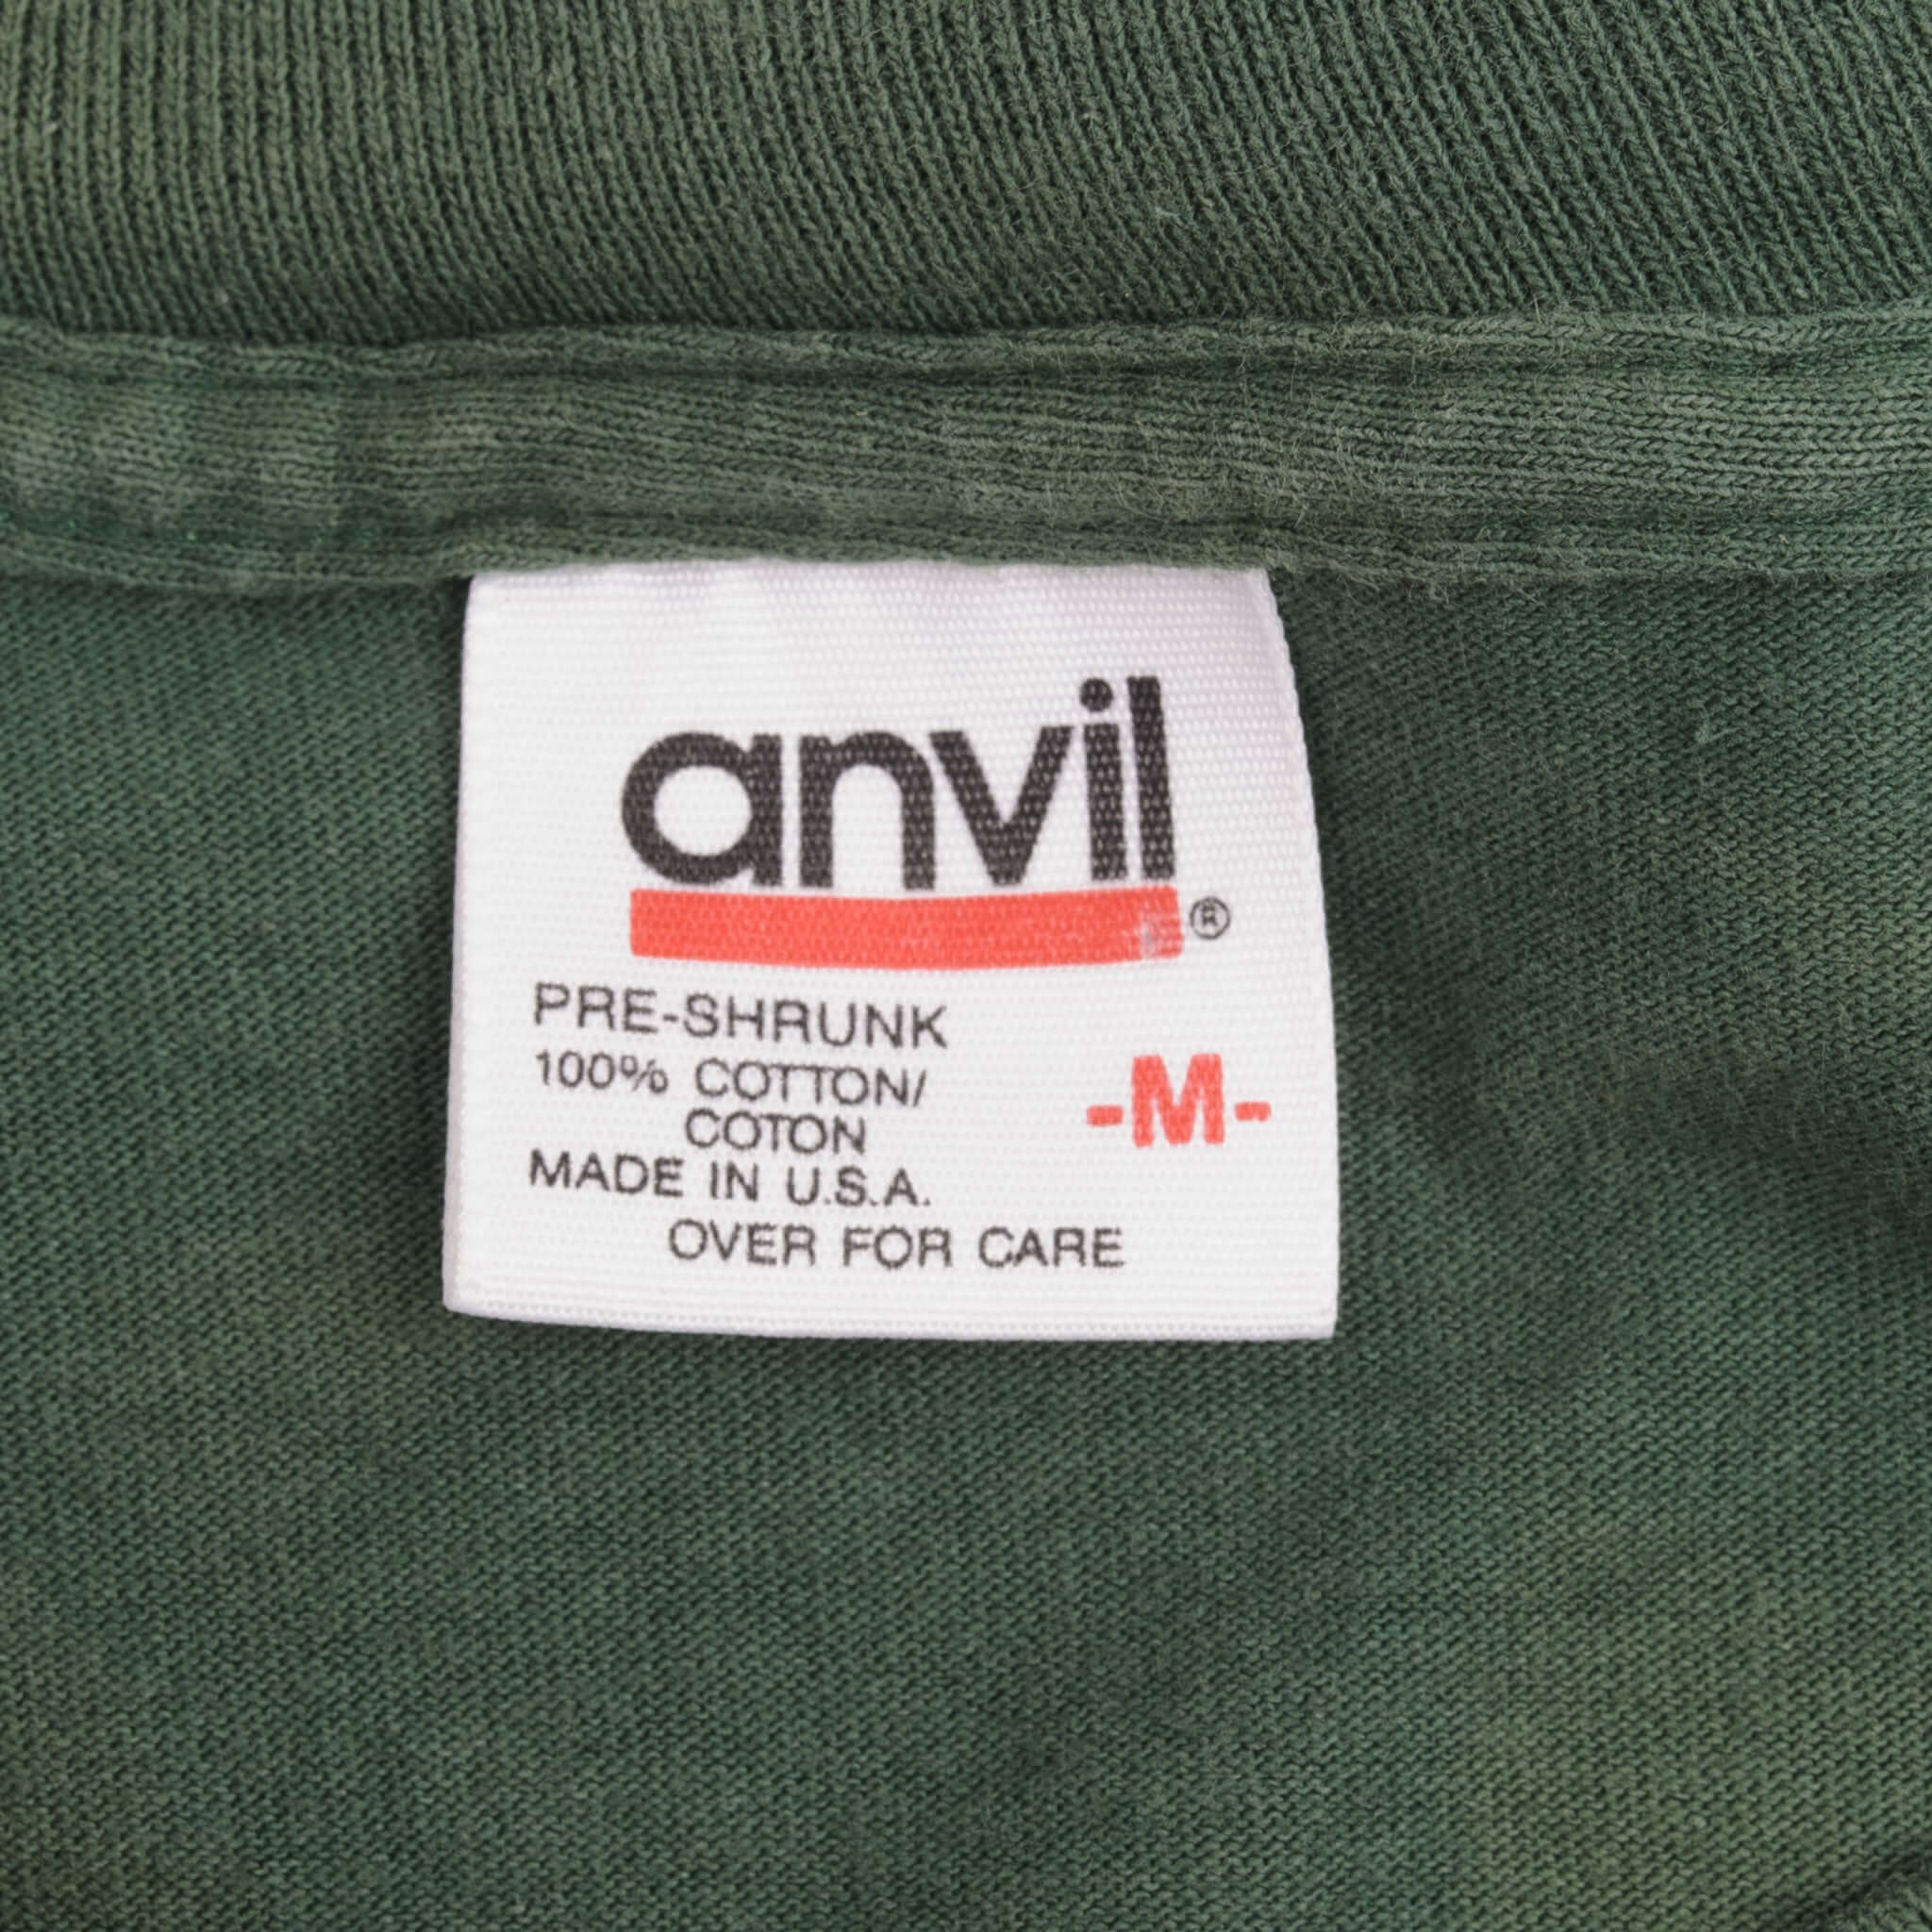 anvil
®
PRE-SHRUNK
100% COTTON/
COTON
-M-
MADE IN U.S.A.
OVER FOR CARE